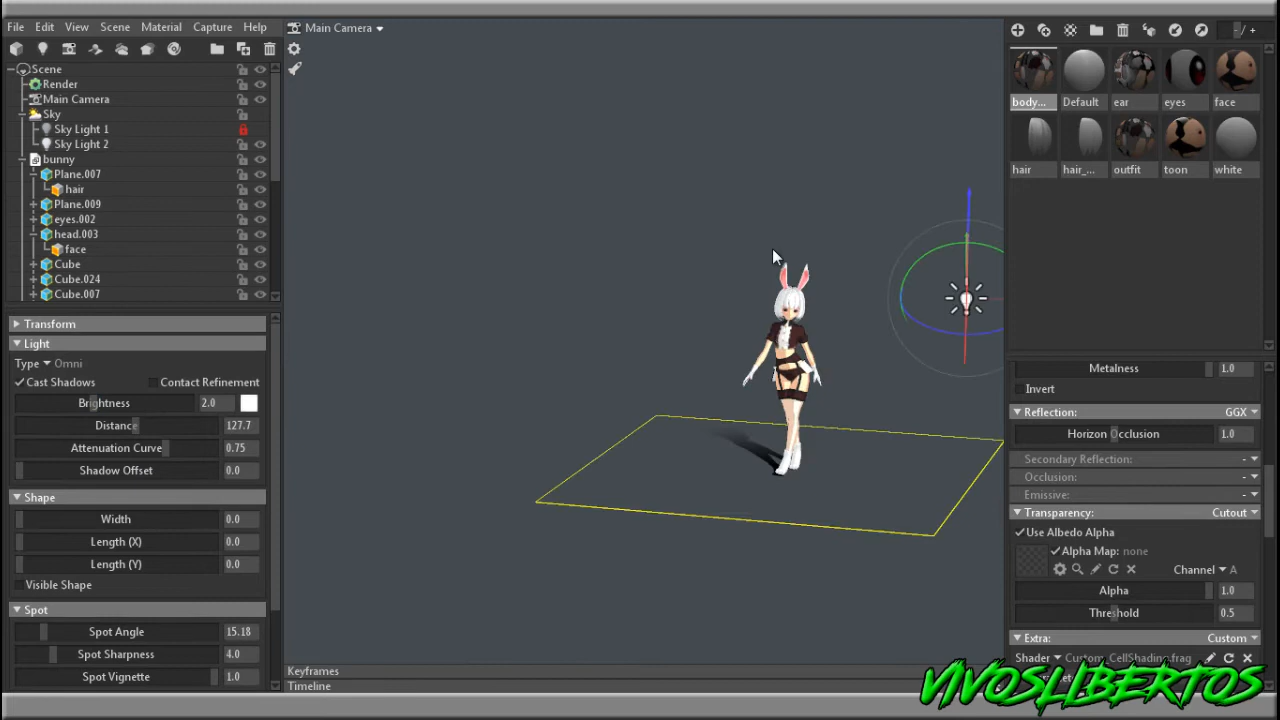 File Edit View Scene Material Capture Help
Main Camera
- / +
Scene
Render
Main Camera
Sky
Sky Light 1
Sky Light 2
bunny
Plane.007
hair
Plane.009
eyes.002
head.003
face
Cube
Cube.024
Cube.007
body... Default ear eyes face
hair hair_... outfit toon white
Transform
Light
Type Omni
Cast Shadows Contact Refinement
Brightness 2.0
Distance 127.7
Attenuation Curve 0.75
Shadow Offset 0.0
Shape
Width 0.0
Length (X) 0.0
Length (Y) 0.0
Visible Shape
Spot
Spot Angle 15.18
Spot Sharpness 4.0
Spot Vignette 1.0
Keyframes
Timeline
Metalness 1.0
Invert
Reflection: GGX
Horizon Occlusion 1.0
Secondary Reflection: -
Occlusion: -
Emissive: -
Transparency: Cutout
Use Albedo Alpha
Alpha Map: none
Channel A
Alpha 1.0
Threshold 0.5
Extra: Custom
Shader Custom_CellShading.frag
VIVOSLIBERTOS